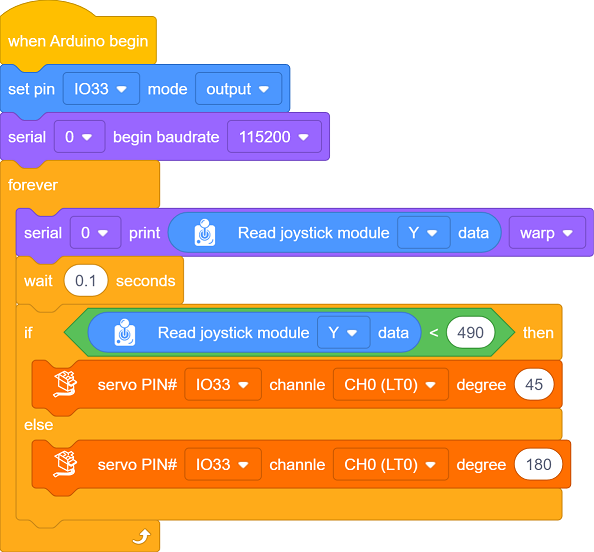 when Arduino begin
set pin IO33 mode output
serial 0 begin baudrate 115200
forever
serial 0 print Read joystick module Y data warp
wait 0.1 seconds
if Read joystick module Y data < 490 then
servo PIN# IO33 channle CH0 (LT0) degree 45
else
servo PIN# IO33 channle CH0 (LT0) degree 180